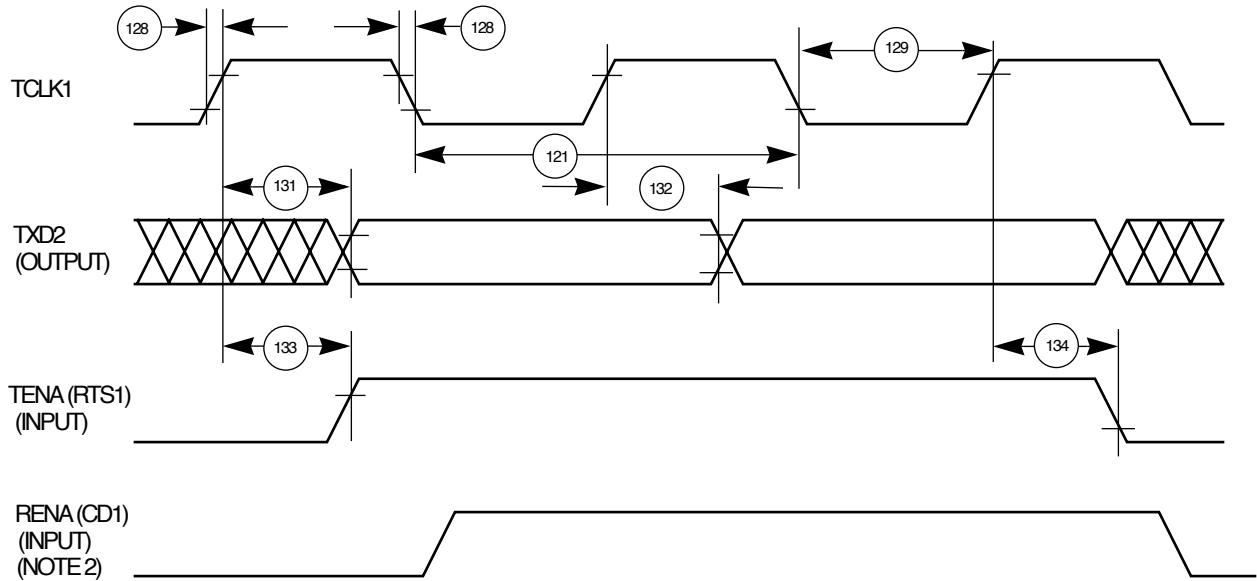 128
128
129
TCLK1
121
131
132
TXD2
(OUTPUT)
133
134
TENA (RTS1)
(INPUT)
RENA (CD1)
(INPUT)
(NOTE 2)